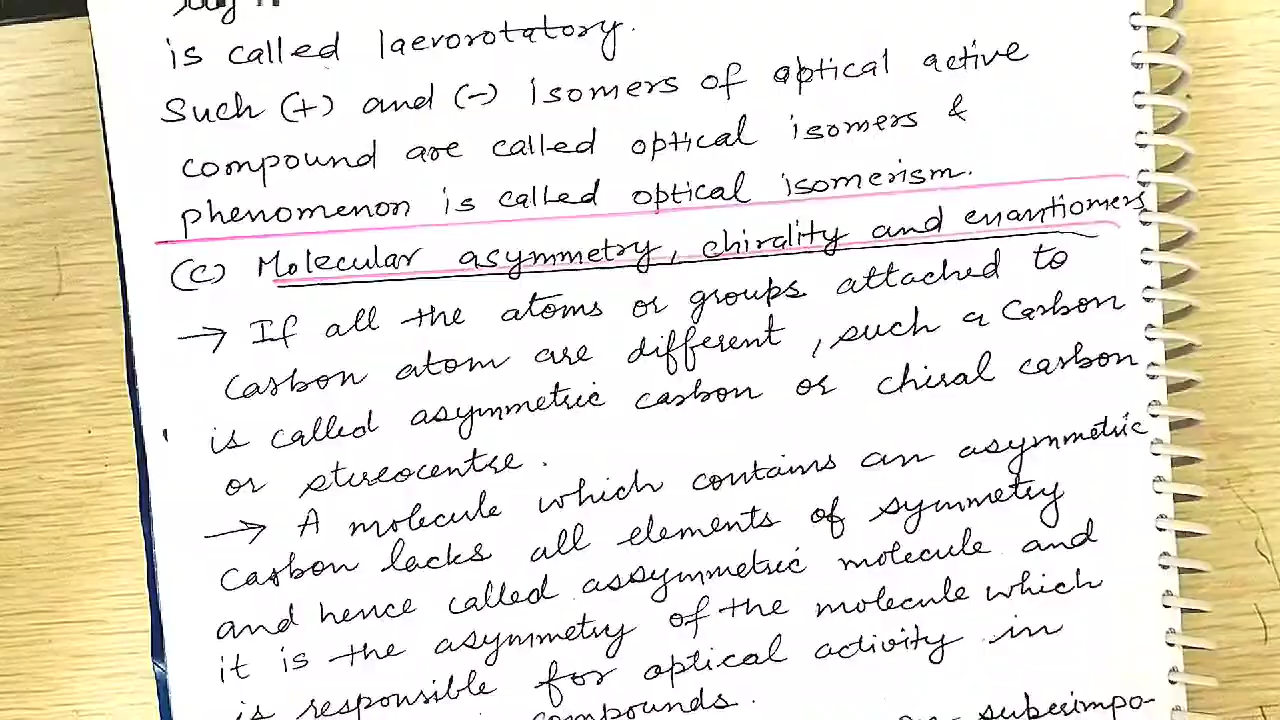 is called laevorotatory.
Such (+) and (-) isomers of optical active
compound are called optical isomers &
phenomenon is called optical isomerism.
(C) Molecular asymmetry, chirality and enantiomers
→ If all the atoms or groups attached to
carbon atom are different, such a Carbon
is called asymmetric carbon or chiral carbon
or stereocentre.
→ A molecule which contains an asymmetric
Carbon lacks all elements of symmetry
and hence called assymmetric molecule and
it is the asymmetry of the molecule which
is responsible for optical activity in
compounds.
superimpo-